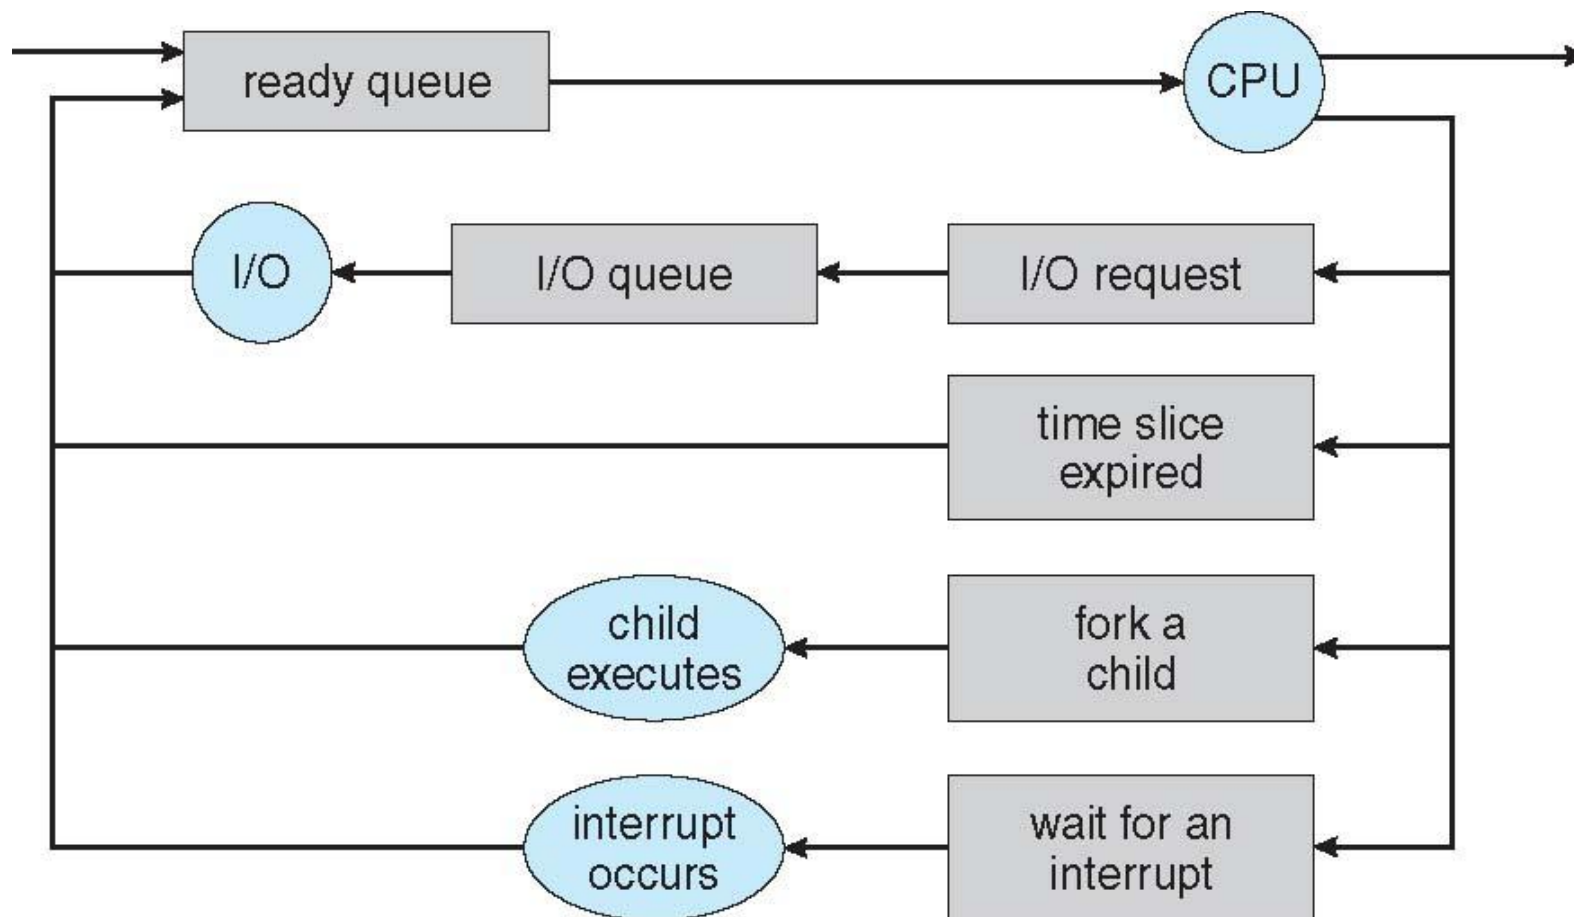 ready queue
CPU
I/O
I/O queue
I/O request
time slice
expired
child
executes
fork a
child
interrupt
occurs
wait for an
interrupt